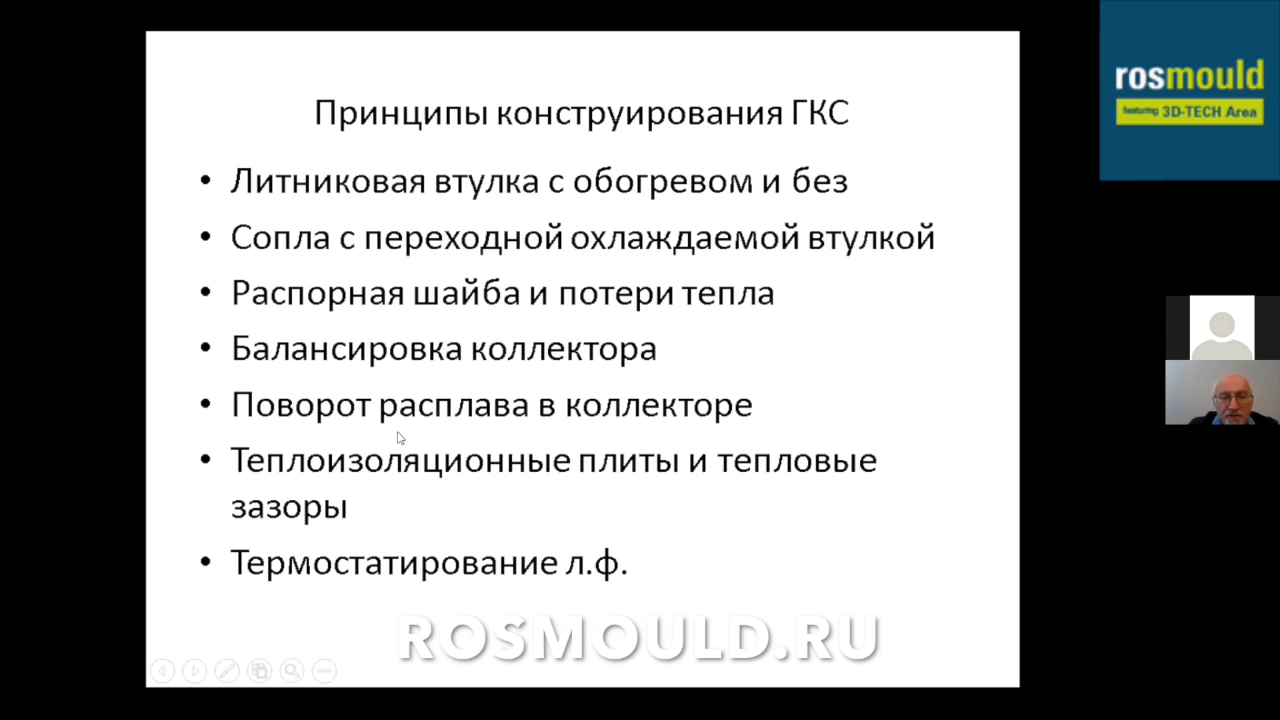 Принципы конструирования ГКС
• Литниковая втулка с обогревом и без
• Сопла с переходной охлаждаемой втулкой
• Распорная шайба и потери тепла
• Балансировка коллектора
• Поворот расплава в коллекторе
• Теплоизоляционные плиты и тепловые
зазоры
• Термостатирование л.ф.
ROSMOULD.RU
rosmould
featuring 3D-TECH Area